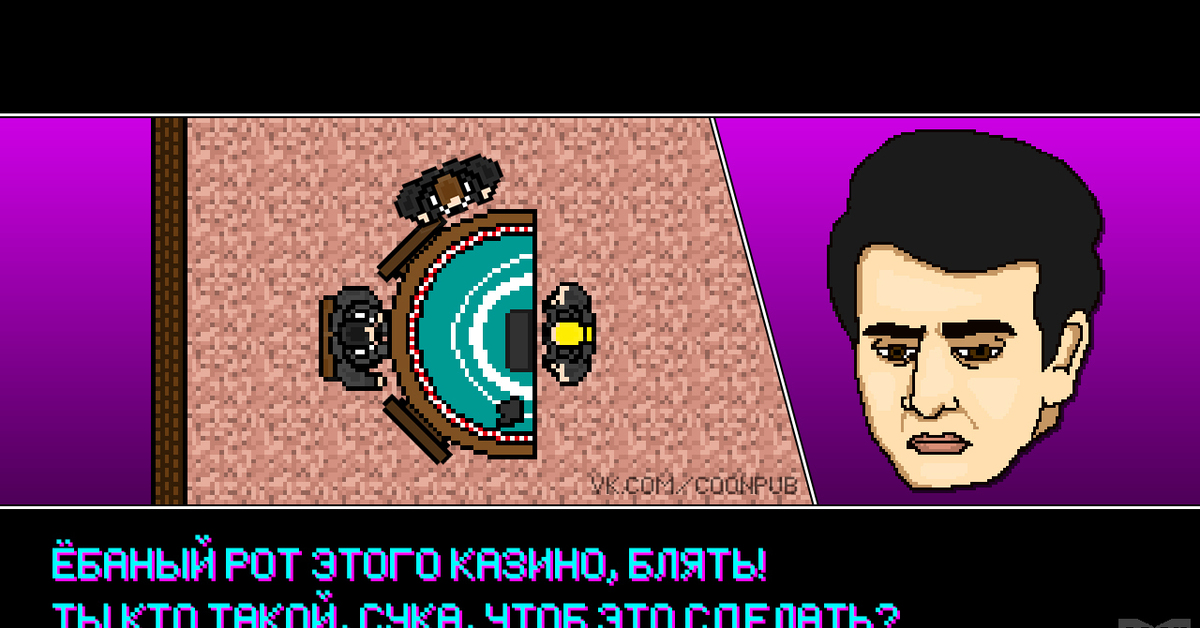 VK.COM/COONPUB
ЁБАНЫЙ РОТ ЭТОГО КАЗИНО, БЛЯТЬ!
ТЫ КТО ТАКОЙ, СУКА, ЧТОБ ЭТО СДЕЛАТЬ?